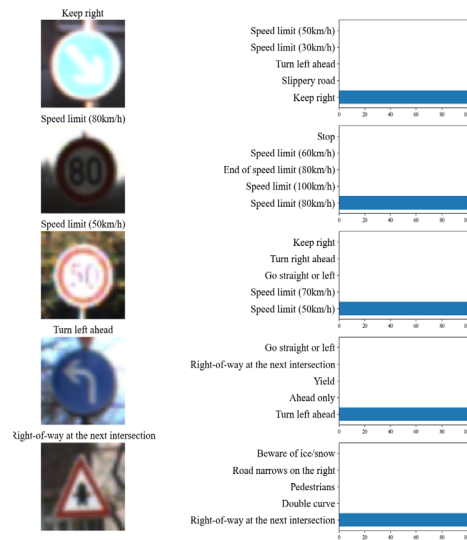 Keep right
Speed limit (50km/h)
Speed limit (30km/h)
Turn left ahead
Slippery road
Keep right
0 20 40 60 80 100
Speed limit (80km/h)
80
Stop
Speed limit (60km/h)
End of speed limit (80km/h)
Speed limit (100km/h)
Speed limit (80km/h)
0 20 40 60 80 100
Speed limit (50km/h)
50
Keep right
Turn right ahead
Go straight or left
Speed limit (70km/h)
Speed limit (50km/h)
0 20 40 60 80 100
Turn left ahead
Go straight or left
Right-of-way at the next intersection
Yield
Ahead only
Turn left ahead
0 20 40 60 80 100
Right-of-way at the next intersection
Beware of ice/snow
Road narrows on the right
Pedestrians
Double curve
Right-of-way at the next intersection
0 20 40 60 80 100